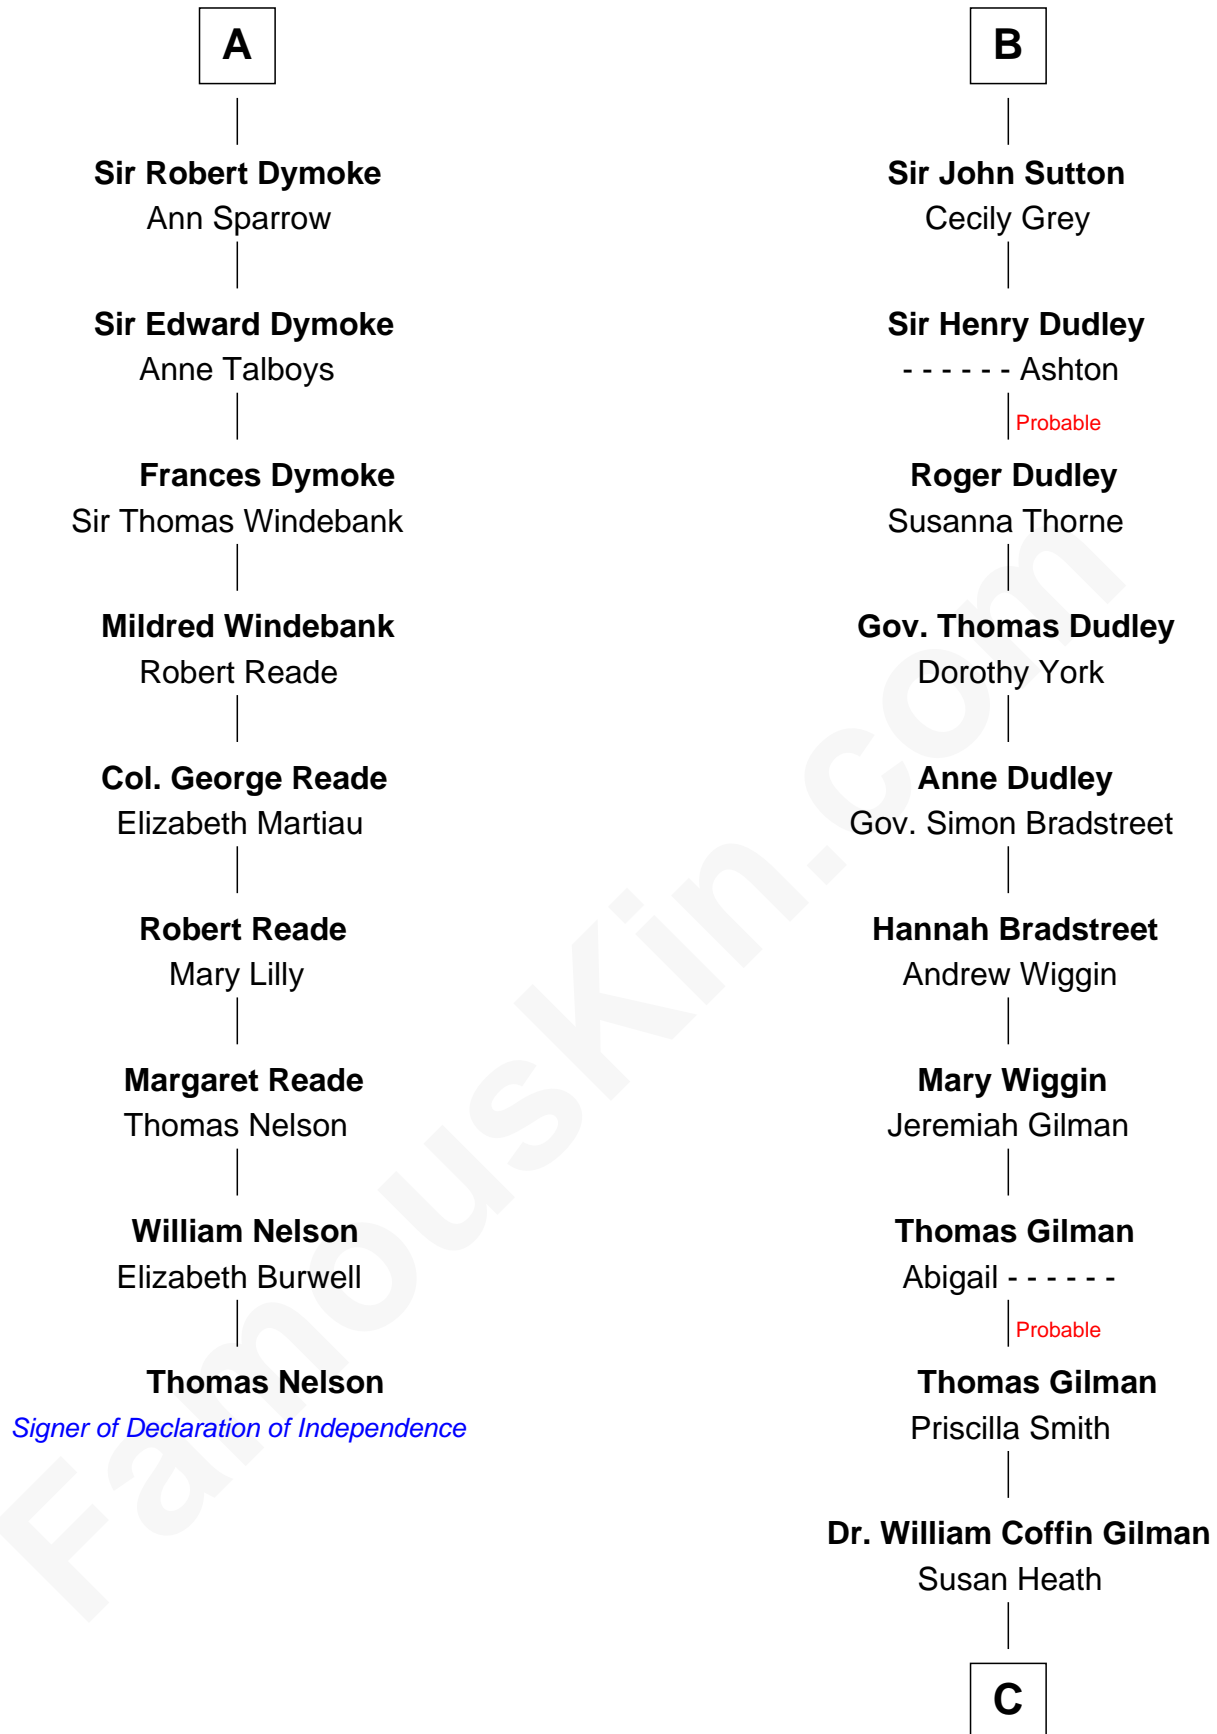 A
Sir Robert Dymoke
Ann Sparrow
Sir Edward Dymoke
Anne Talboys
Frances Dymoke
Sir Thomas Windebank
Mildred Windebank
Robert Reade
Col. George Reade
Elizabeth Martiau
Robert Reade
Mary Lilly
Margaret Reade
Thomas Nelson
William Nelson
Elizabeth Burwell
Thomas Nelson
Signer of Declaration of Independence
B
Sir John Sutton
Cecily Grey
Sir Henry Dudley
- - - - - - Ashton
Probable
Roger Dudley
Susanna Thorne
Gov. Thomas Dudley
Dorothy York
Anne Dudley
Gov. Simon Bradstreet
Hannah Bradstreet
Andrew Wiggin
Mary Wiggin
Jeremiah Gilman
Thomas Gilman
Abigail - - - - - -
Probable
Thomas Gilman
Priscilla Smith
Dr. William Coffin Gilman
Susan Heath
C
FamousKin.com